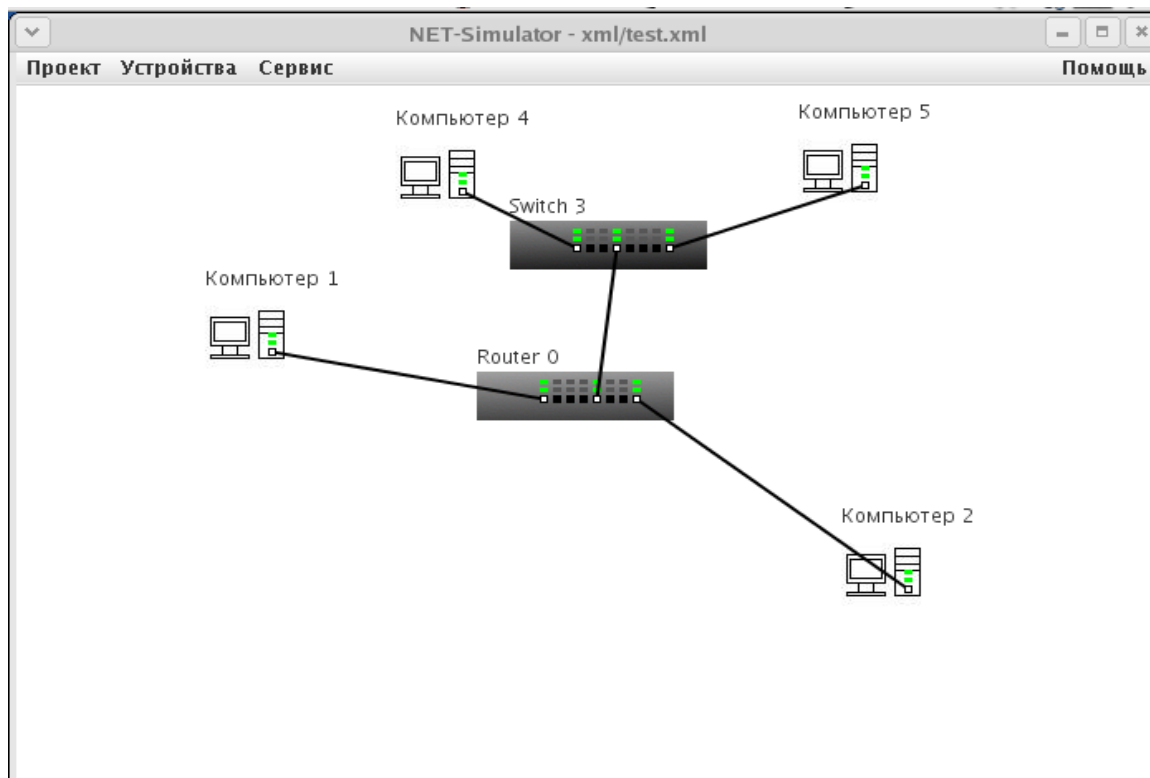 NET-Simulator - xml/test.xml
Проект Устройства Сервис Помощь
Компьютер 4
Компьютер 5
Switch 3
Компьютер 1
Router 0
Компьютер 2